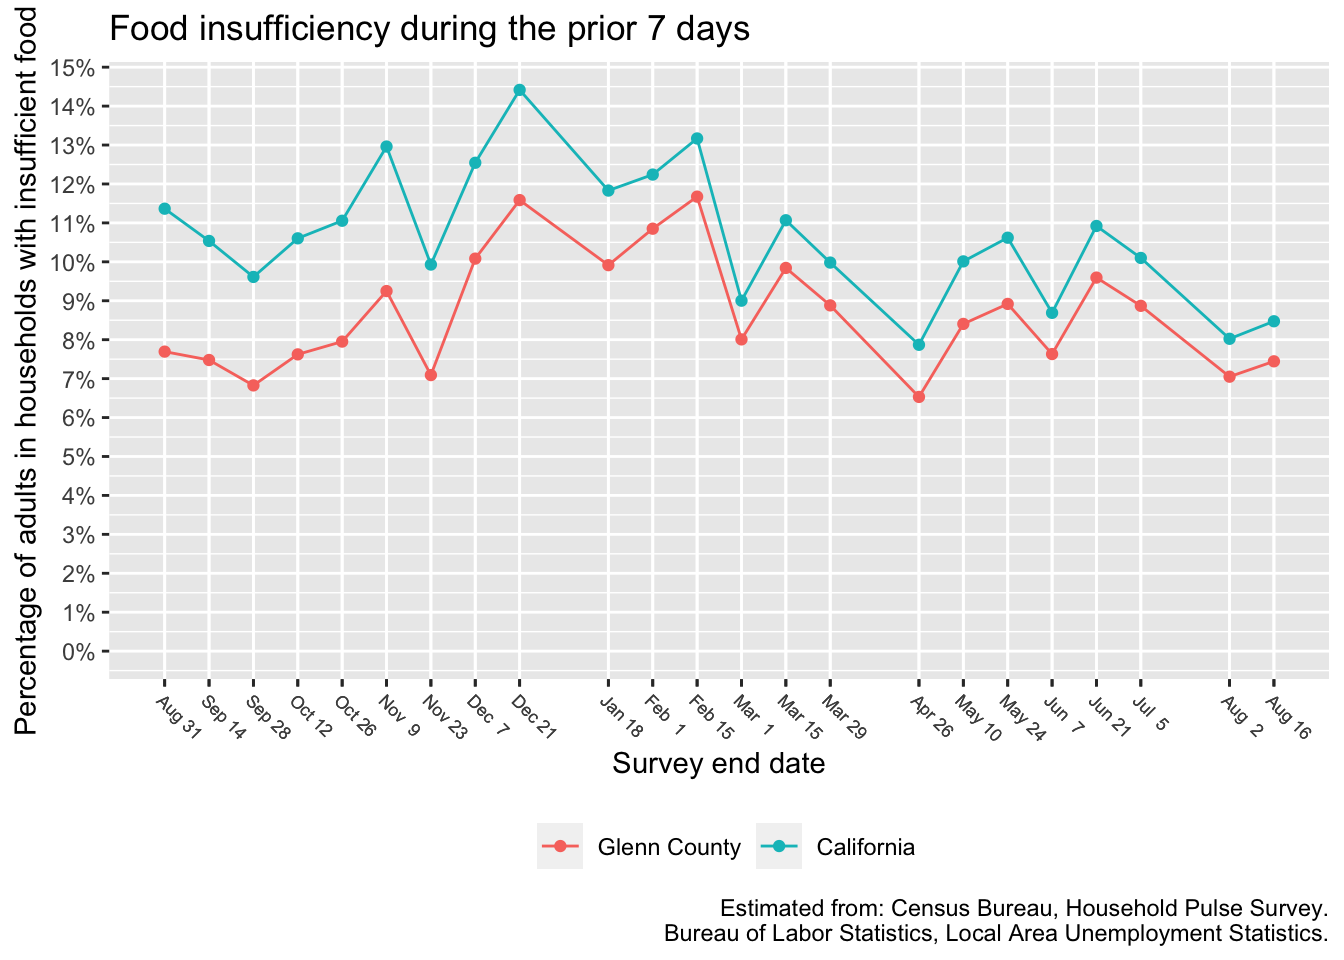 Food insufficiency during the prior 7 days
Percentage of adults in households with insufficient food
15%
14%
13%
12%
11%
10%
9%
8%
7%
6%
5%
4%
3%
2%
1%
0%
Aug 31
Sep 14
Sep 28
Oct 12
Oct 26
Nov 9
Nov 23
Dec 7
Dec 21
Jan 18
Feb 1
Feb 15
Mar 1
Mar 15
Mar 29
Apr 26
May 10
May 24
Jun 7
Jun 21
Jul 5
Aug 2
Aug 16
Survey end date
Glenn County
California
Estimated from: Census Bureau, Household Pulse Survey.
Bureau of Labor Statistics, Local Area Unemployment Statistics.